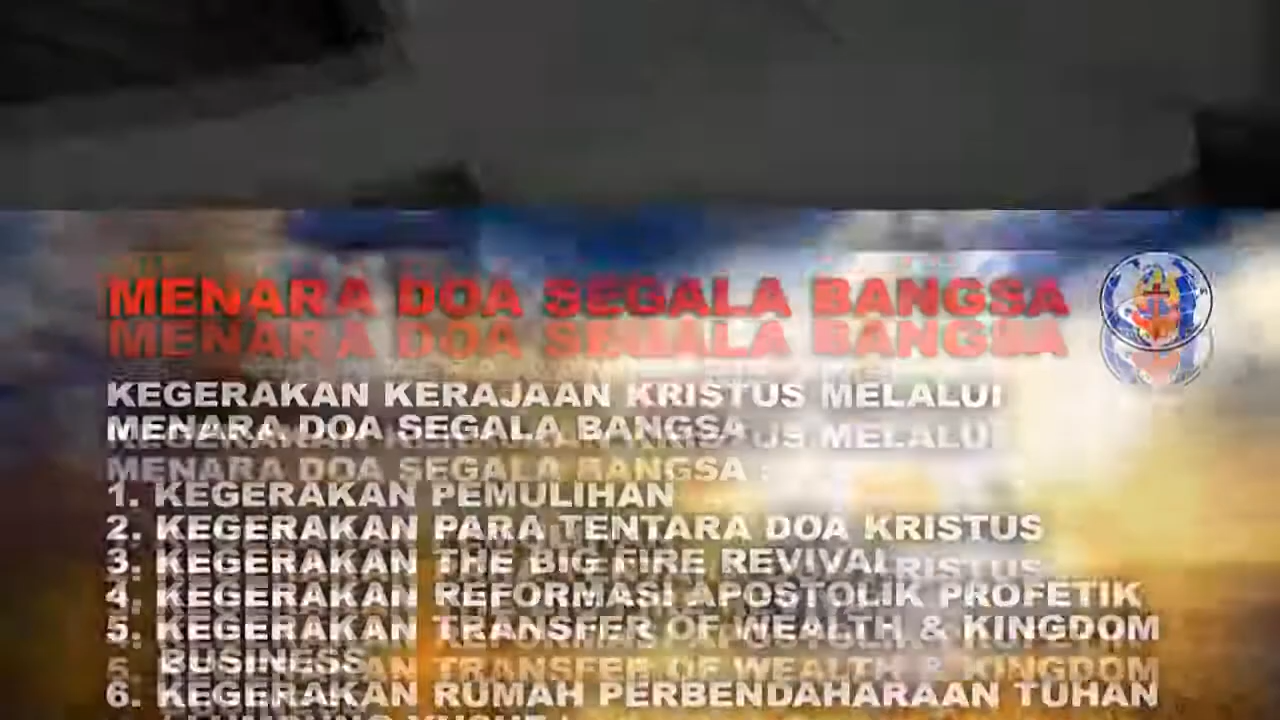 MENARA DOA SEGALA BANGSA
KEGERAKAN KERAJAAN KRISTUS MELALUI
MENARA DOA SEGALA BANGSA :
1. KEGERAKAN PEMULIHAN
2. KEGERAKAN PARA TENTARA DOA KRISTUS
3. KEGERAKAN THE BIG FIRE REVIVAL
4. KEGERAKAN REFORMASI APOSTOLIK PROFETIK
5. KEGERAKAN TRANSFER OF WEALTH & KINGDOM
BUSINESS
6. KEGERAKAN RUMAH PERBENDAHARAAN TUHAN